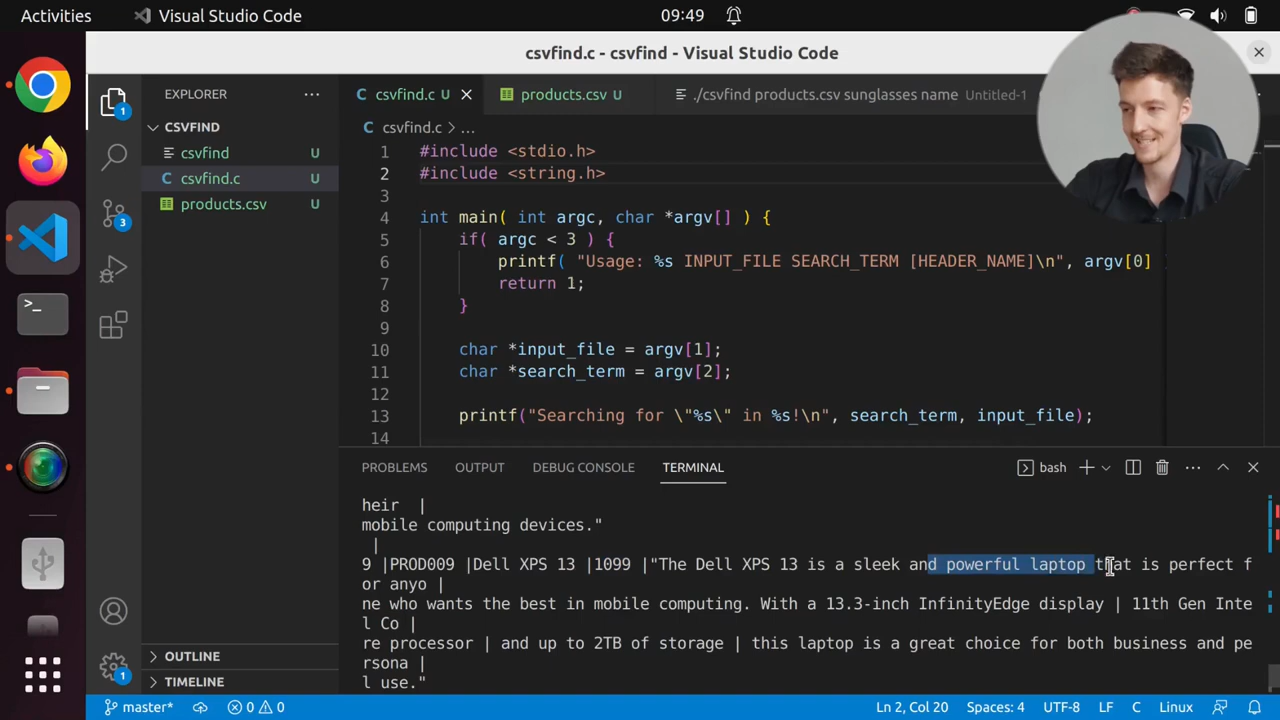 Activities
Visual Studio Code
09:49
csvfind.c - csvfind - Visual Studio Code
EXPLORER
csvfind.c U
products.csv U
./csvfind products.csv sunglasses name Untitled-1
CSVFIND
csvfind.c > ...
csvfind U
csvfind.c U
products.csv U
1 #include <stdio.h>
2 #include <string.h>
3
4 int main( int argc, char *argv[] ) {
5 if( argc < 3 ) {
6 printf( "Usage: %s INPUT_FILE SEARCH_TERM [HEADER_NAME]\n", argv[0]
7 return 1;
8 }
9
10 char *input_file = argv[1];
11 char *search_term = argv[2];
12
13 printf("Searching for \"%s\" in %s!\n", search_term, input_file);
14
1
3
1
PROBLEMS OUTPUT DEBUG CONSOLE TERMINAL
bash
heir |
mobile computing devices."
|
9 |PROD009 |Dell XPS 13 |1099 |"The Dell XPS 13 is a sleek and powerful laptop that is perfect f
or anyo |
ne who wants the best in mobile computing. With a 13.3-inch InfinityEdge display | 11th Gen Inte
l Co |
re processor | and up to 2TB of storage | this laptop is a great choice for both business and pe
rsona |
l use."
OUTLINE
TIMELINE
master* 0 0 Ln 2, Col 20 Spaces: 4 UTF-8 LF C Linux